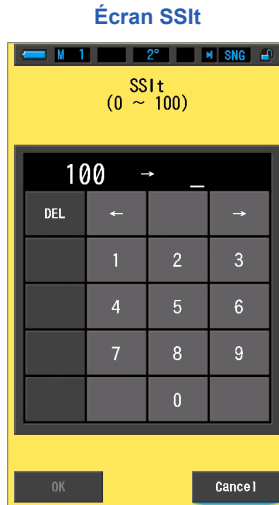 Écran SSIt
M 1 2° SNG
SSIt
(0 ~ 100)
100 → _
DEL ← →
1 2 3
4 5 6
7 8 9
0
OK Cancel